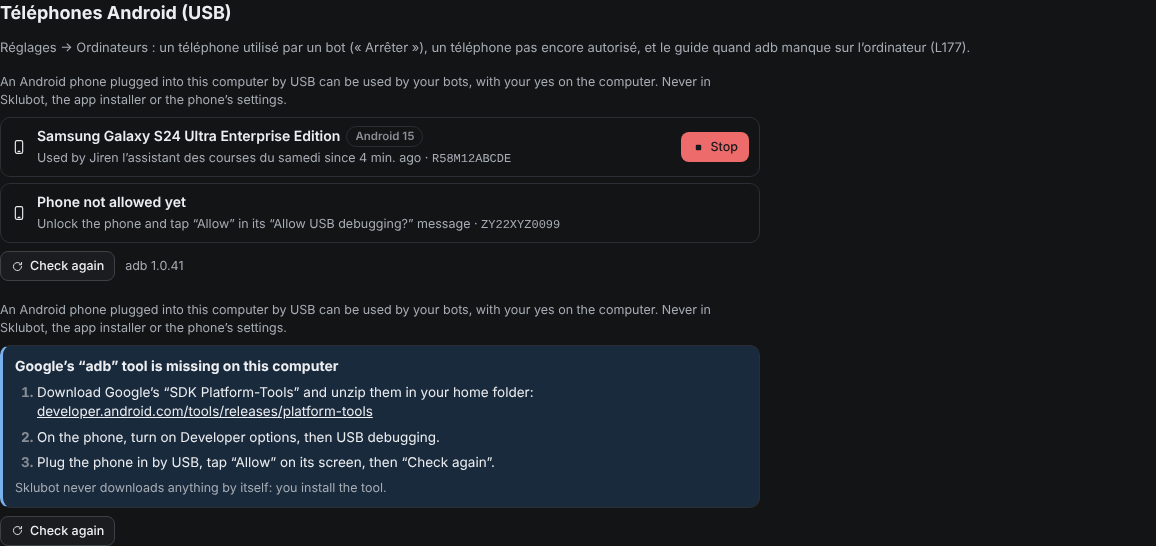 Téléphones Android (USB)
Réglages → Ordinateurs : un téléphone utilisé par un bot (« Arrêter »), un téléphone pas encore autorisé, et le guide quand adb manque sur l’ordinateur (L177).
An Android phone plugged into this computer by USB can be used by your bots, with your yes on the computer. Never in
Sklubot, the app installer or the phone’s settings.
Samsung Galaxy S24 Ultra Enterprise Edition Android 15
Used by Jiren l’assistant des courses du samedi since 4 min. ago · R58M12ABCDE
Stop
Phone not allowed yet
Unlock the phone and tap “Allow” in its “Allow USB debugging?” message · ZY22XYZ0099
Check again adb 1.0.41
An Android phone plugged into this computer by USB can be used by your bots, with your yes on the computer. Never in
Sklubot, the app installer or the phone’s settings.
Google’s “adb” tool is missing on this computer
1. Download Google’s “SDK Platform-Tools” and unzip them in your home folder:
developer.android.com/tools/releases/platform-tools
2. On the phone, turn on Developer options, then USB debugging.
3. Plug the phone in by USB, tap “Allow” on its screen, then “Check again”.
Sklubot never downloads anything by itself: you install the tool.
Check again